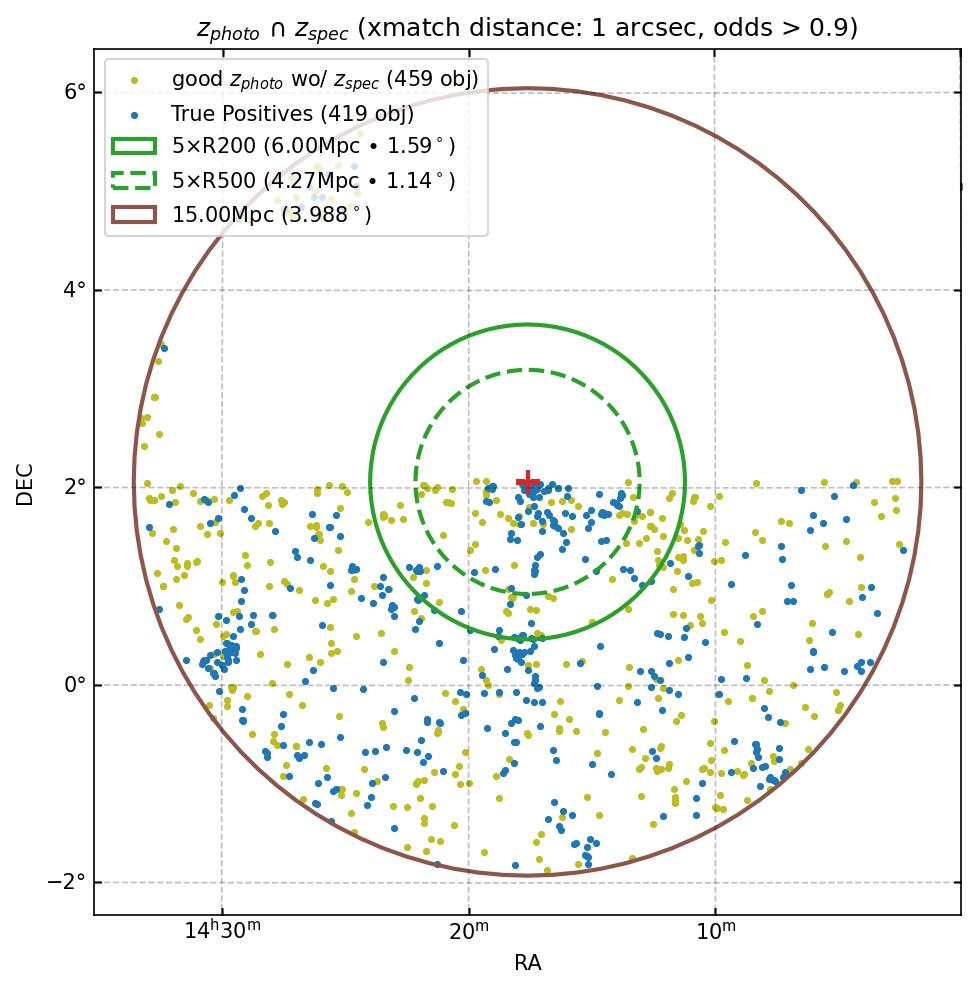 z_photo ∩ z_spec (xmatch distance: 1 arcsec, odds > 0.9)
good z_photo wo/ z_spec (459 obj)
True Positives (419 obj)
5×R200 (6.00Mpc • 1.59°)
5×R500 (4.27Mpc • 1.14°)
15.00Mpc (3.988°)
6°
4°
2°
0°
−2°
DEC
14h30m
20m
10m
RA